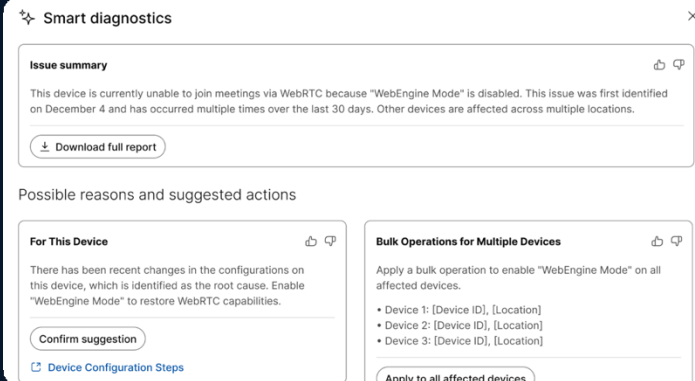 Smart diagnostics
Issue summary
This device is currently unable to join meetings via WebRTC because "WebEngine Mode" is disabled. This issue was first identified
on December 4 and has occurred multiple times over the last 30 days. Other devices are affected across multiple locations.
Download full report
Possible reasons and suggested actions
For This Device
There has been recent changes in the configurations on
this device, which is identified as the root cause. Enable
"WebEngine Mode" to restore WebRTC capabilities.
Confirm suggestion
Device Configuration Steps
Bulk Operations for Multiple Devices
Apply a bulk operation to enable "WebEngine Mode" on all
affected devices.
• Device 1: [Device ID], [Location]
• Device 2: [Device ID], [Location]
• Device 3: [Device ID], [Location]
Apply to all affected devices